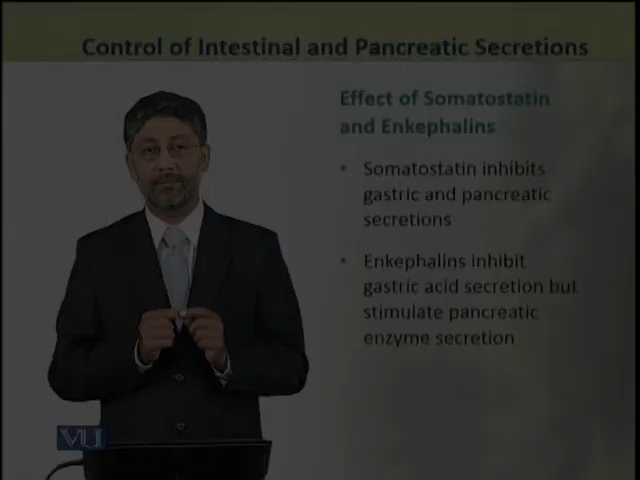 Control of Intestinal and Pancreatic Secretions
Effect of Somatostatin
and Enkephalins
• Somatostatin inhibits
gastric and pancreatic
secretions
• Enkephalins inhibit
gastric acid secretion but
stimulate pancreatic
enzyme secretion
VU